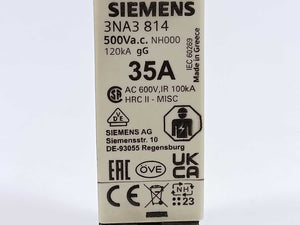 SIEMENS
3NA3 814
500Va.c. NH000
120kA gG
IEC 60269
Made in Greece
35A
AC 600V,IR 100kA
HRC II - MISC
SIEMENS AG
Siemensstr. 10
DE-93055 Regensburg
EAC
ÖVE
UK
CA
CE
NH
23